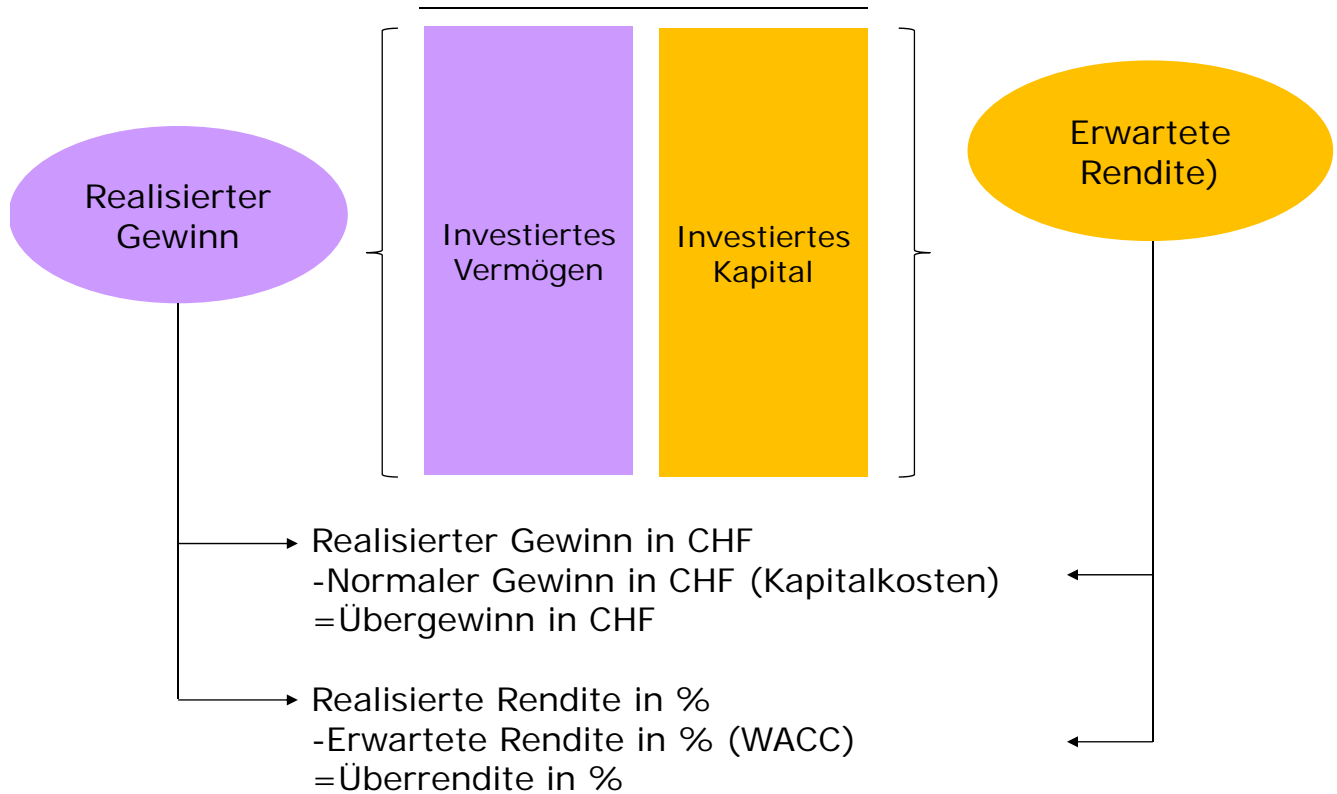 Realisierter
Gewinn
Investiertes
Vermögen
Investiertes
Kapital
Erwartete
Rendite)
Realisierter Gewinn in CHF
-Normaler Gewinn in CHF (Kapitalkosten)
=Übergewinn in CHF
Realisierte Rendite in %
-Erwartete Rendite in % (WACC)
=Überrendite in %